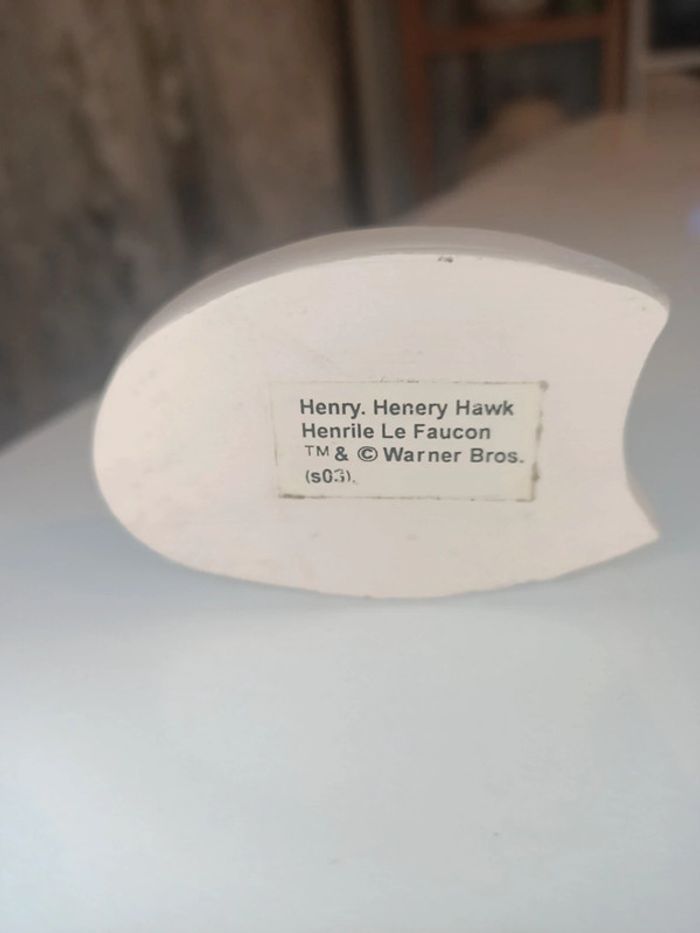 Henry. Henery Hawk
Henrile Le Faucon
™ & © Warner Bros.
(s03).